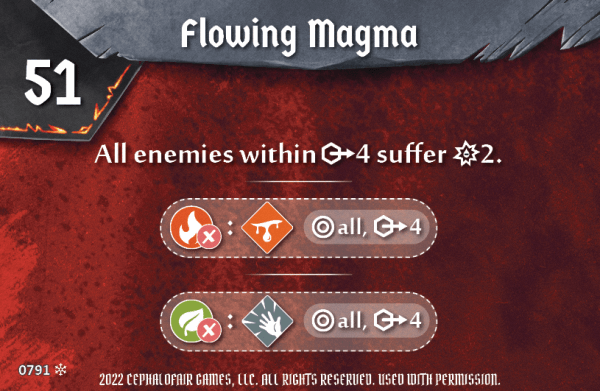 Flowing Magma
51
All enemies within 4 suffer 2.
: all, 4
: all, 4
0791
2022 CEPHALOFAIR GAMES, LLC. ALL RIGHTS RESERVED. USED WITH PERMISSION.